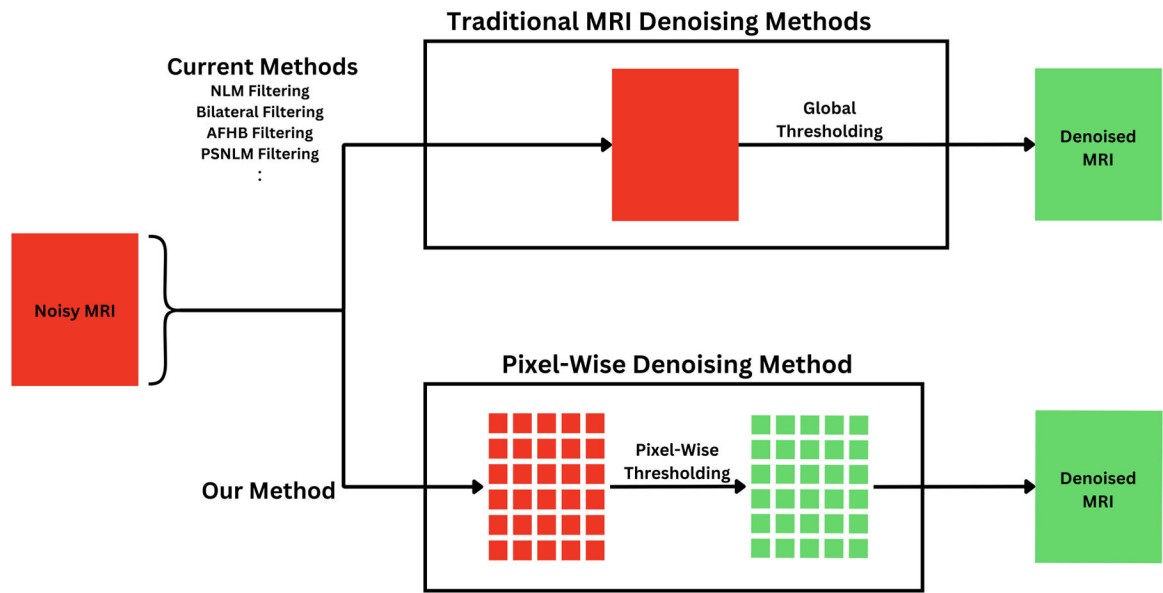 Traditional MRI Denoising Methods
Current Methods
NLM Filtering
Bilateral Filtering
AFHB Filtering
PSNLM Filtering
:
Global
Thresholding
Denoised
MRI
Noisy MRI
Pixel-Wise Denoising Method
Pixel-Wise
Thresholding
Our Method
Denoised
MRI